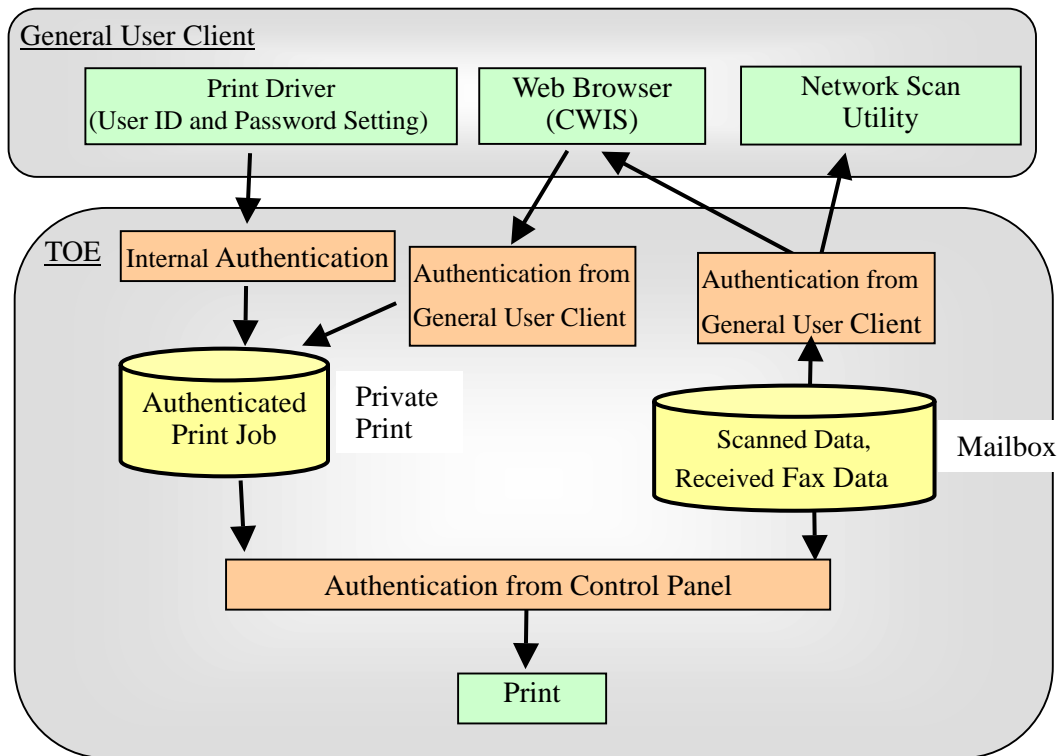 General User Client
Print Driver
(User ID and Password Setting)
Web Browser
(CWIS)
Network Scan
Utility
TOE
Internal Authentication
Authentication from
General User Client
Authentication from
General User Client
Authenticated
Print Job
Private
Print
Scanned Data,
Received Fax Data
Mailbox
Authentication from Control Panel
Print